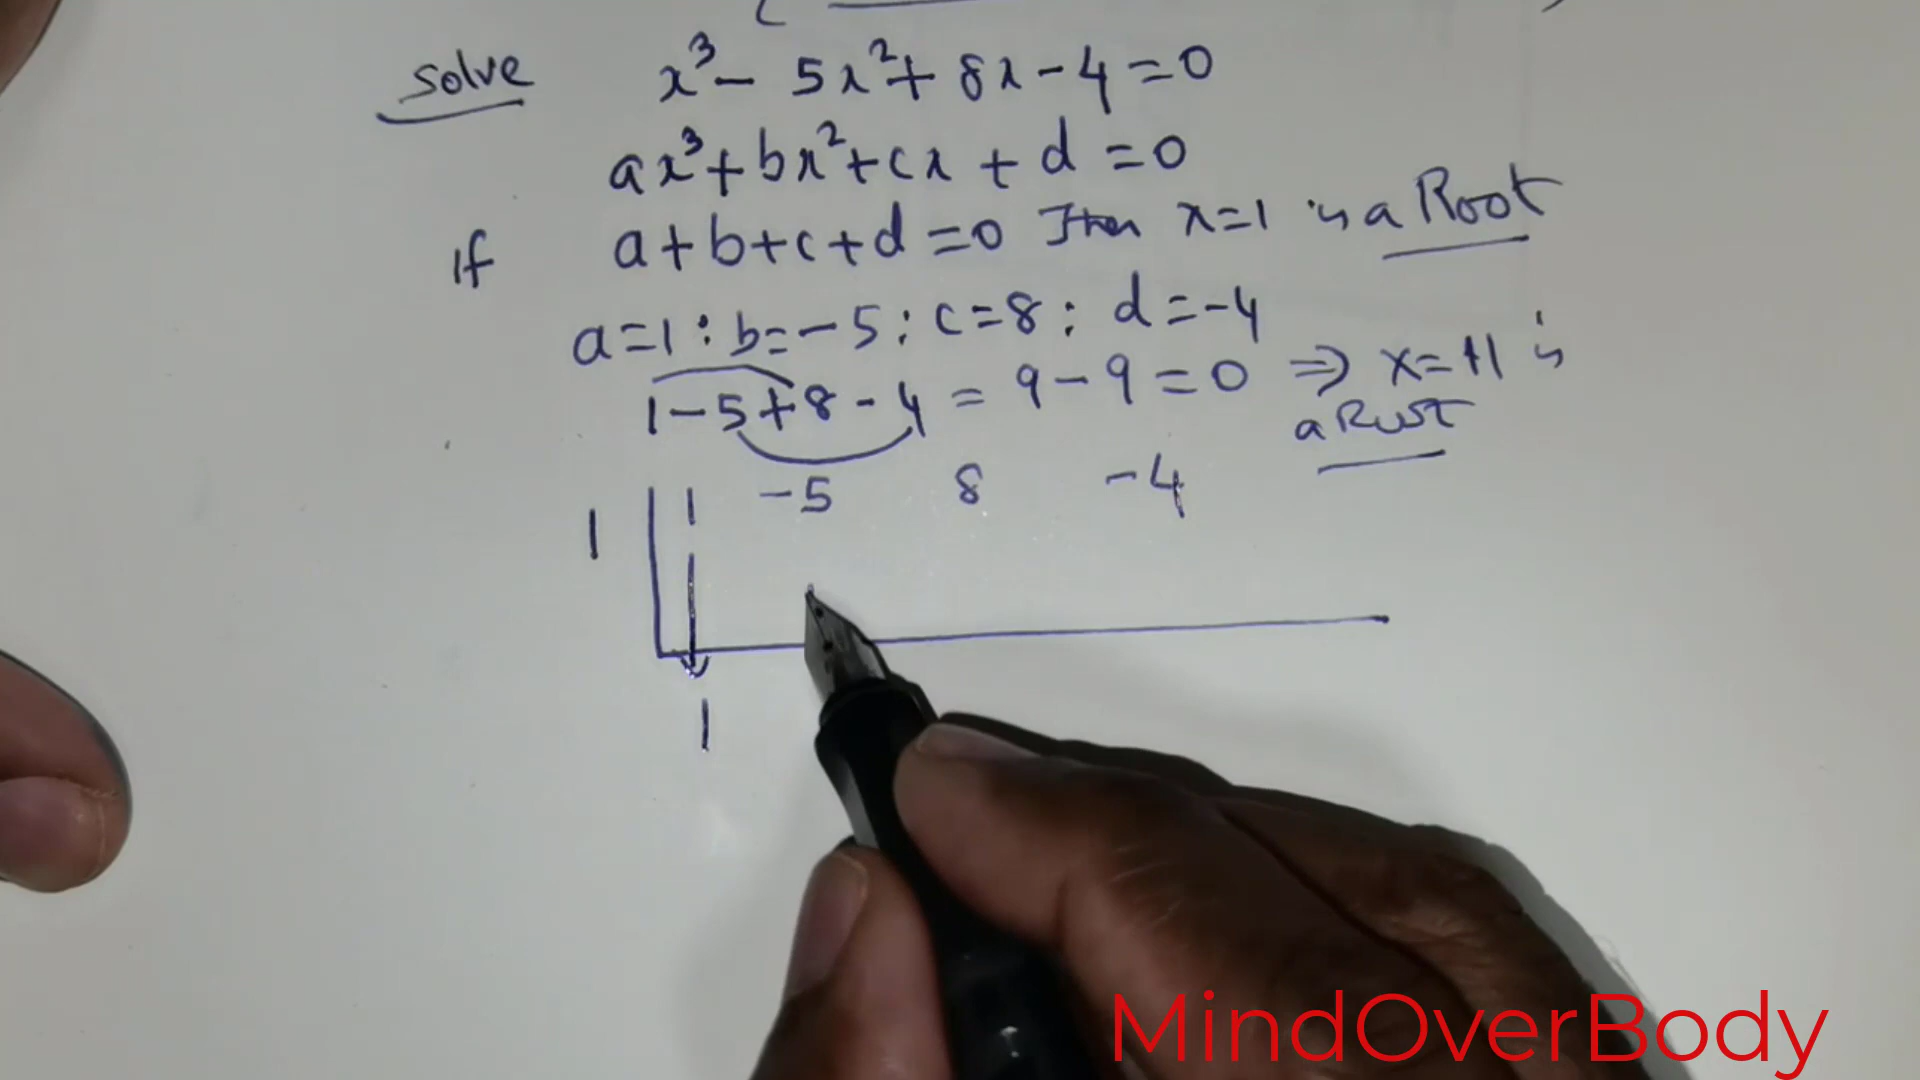 Solve x³ - 5x² + 8x - 4 = 0
ax³ + bx² + cx + d = 0
If a + b + c + d = 0 Then x = 1 is a Root
a = 1 : b = -5 : c = 8 : d = -4
1 - 5 + 8 - 4 = 9 - 9 = 0 ⇒ x = +1 is
a Root
1 1 -5 8 -4
1
MindOverBody